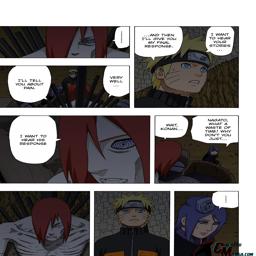 I WANT
TO HEAR
YOUR
STORIES...
...AND THEN
I'LL GIVE YOU
MY FINAL
RESPONSE.
...
VERY
WELL...
I'LL TELL
YOU ABOUT
PAIN.
NAGATO,
WHAT A
WASTE OF
TIME! WHY
DON'T YOU
JUST...
WAIT,
KONAN...
I WANT
TO HEAR
HIS
RESPONSE
...